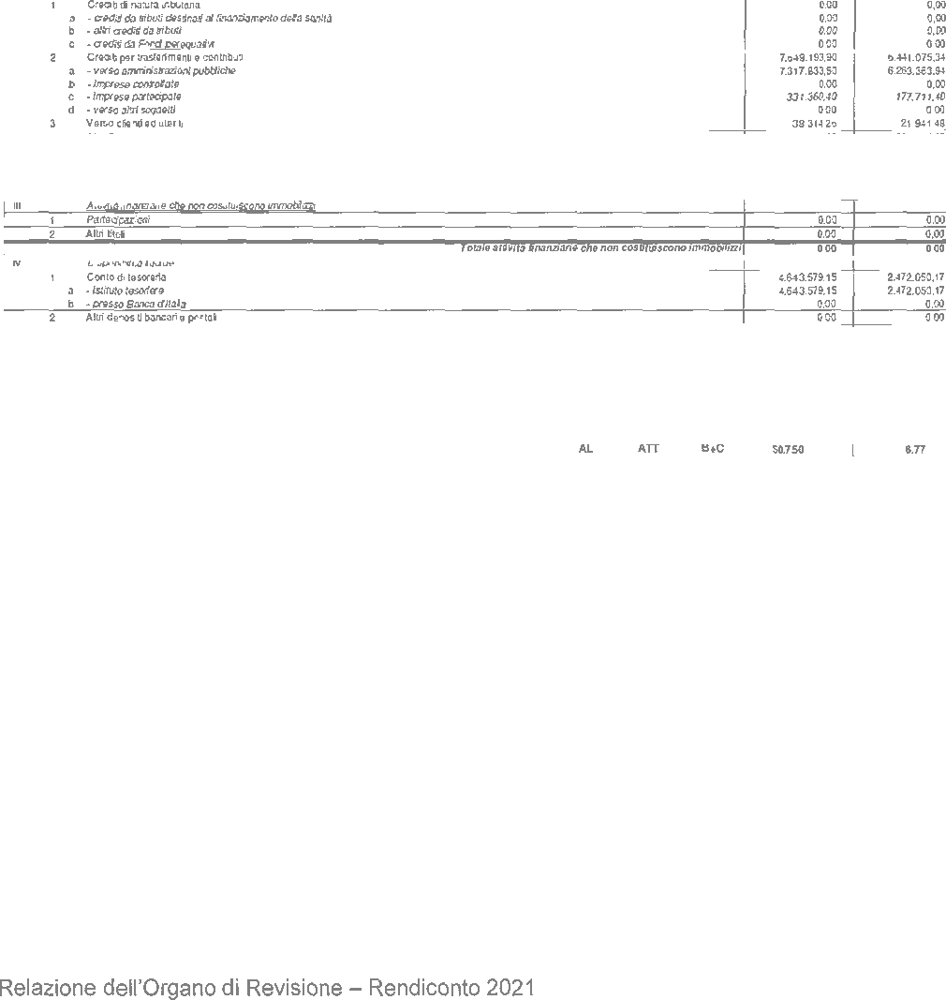 1 Crediti di natura tributaria 0,00 0,00
a - crediti da tributi destinati al finanziamento della sanità 0,00 0,00
b - altri crediti da tributi 0,00 0,00
c - crediti da Fondi perequativi 0,00 0,00
2 Crediti per trasferimenti e contributi 7.649.193,90 6.441.075,34
a - verso amministrazioni pubbliche 7.317.833,50 6.263.363,94
b - imprese controllate 0,00 0,00
c - imprese partecipate 331.360,40 177.711,40
d - verso altri soggetti 0,00 0,00
3 Verso clienti ed utenti 38.314,26 21.941,48
III Attività finanziarie che non costituiscono immobilizzi
1 Partecipazioni 0,00 0,00
2 Altri titoli 0,00 0,00
Totale attività finanziarie che non costituiscono immobilizzi 0,00 0,00
IV
1 Conto di tesoreria 4.643.579,15 2.472.050,17
a - Istituto tesoriere 4.643.579,15 2.472.050,17
b - presso Banca d'Italia 0,00 0,00
2 Altri depositi bancari e postali 0,00 0,00
AL ATT B+C 50.750 6.77
Relazione dell'Organo di Revisione – Rendiconto 2021